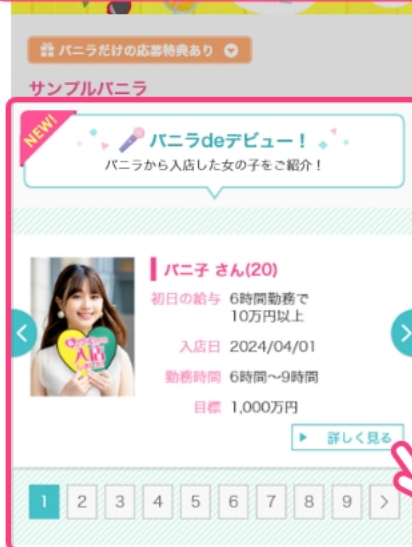 バニラだけの応募特典あり
サンプルバニラ
NEW!
バニラdeデビュー!
バニラから入店した女の子をご紹介!
バニ子 さん(20)
初日の給与 6時間勤務で
10万円以上
入店日 2024/04/01
勤務時間 6時間〜9時間
目標 1,000万円
入店
詳しく見る
1 2 3 4 5 6 7 8 9 >